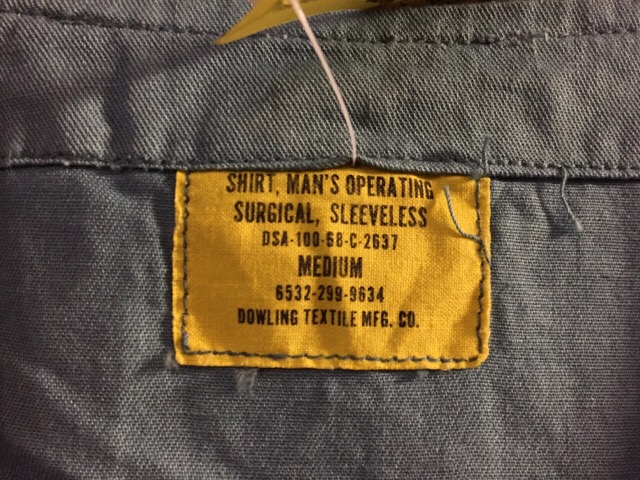 SHIRT, MAN'S OPERATING
SURGICAL, SLEEVELESS
DSA-100-68-C-2637
MEDIUM
6532-299-9634
DOWLING TEXTILE MFG. CO.